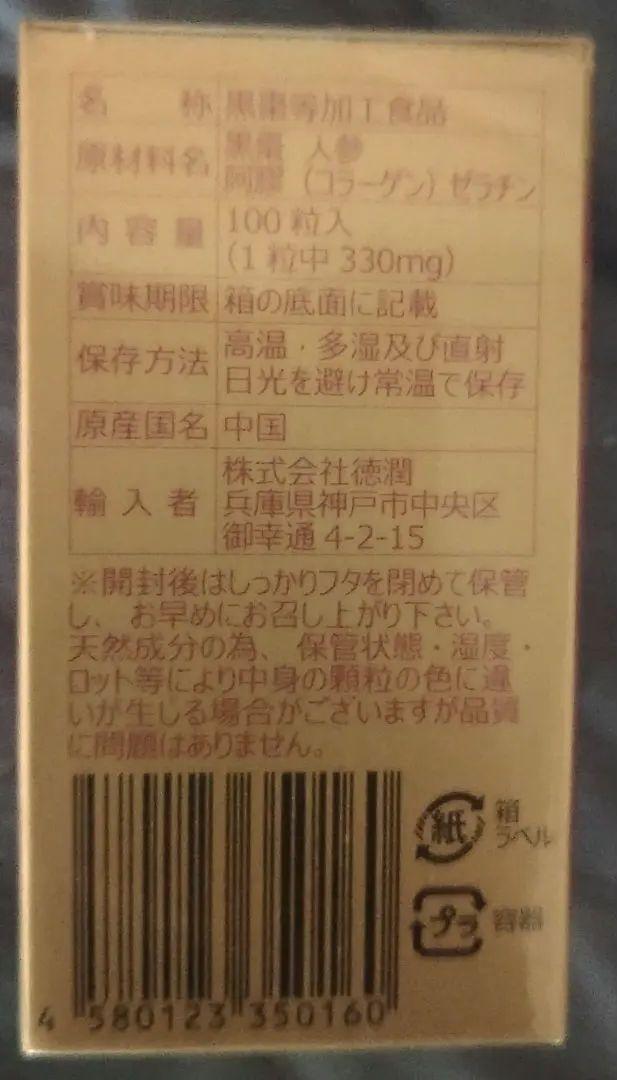 名 称 黒棗等加工食品
原材料名 黒棗 人参
阿膠 (コラーゲン) ゼラチン
内容量 100 粒入
(1 粒中 330mg)
賞味期限 箱の底面に記載
保存方法 高温・多湿及び直射
日光を避け常温で保存
原産国名 中国
輸入者 株式会社徳潤
兵庫県神戸市中央区
御幸通 4-2-15
※開封後はしっかりフタを閉めて保管
し、お早めにお召し上がり下さい。
天然成分の為、保管状態・湿度・
ロット等により中身の顆粒の色に違
いが生しる場合がございますが品質
に問題はありません。
紙 箱
ラベル
プラ 容器
4 580123 350160